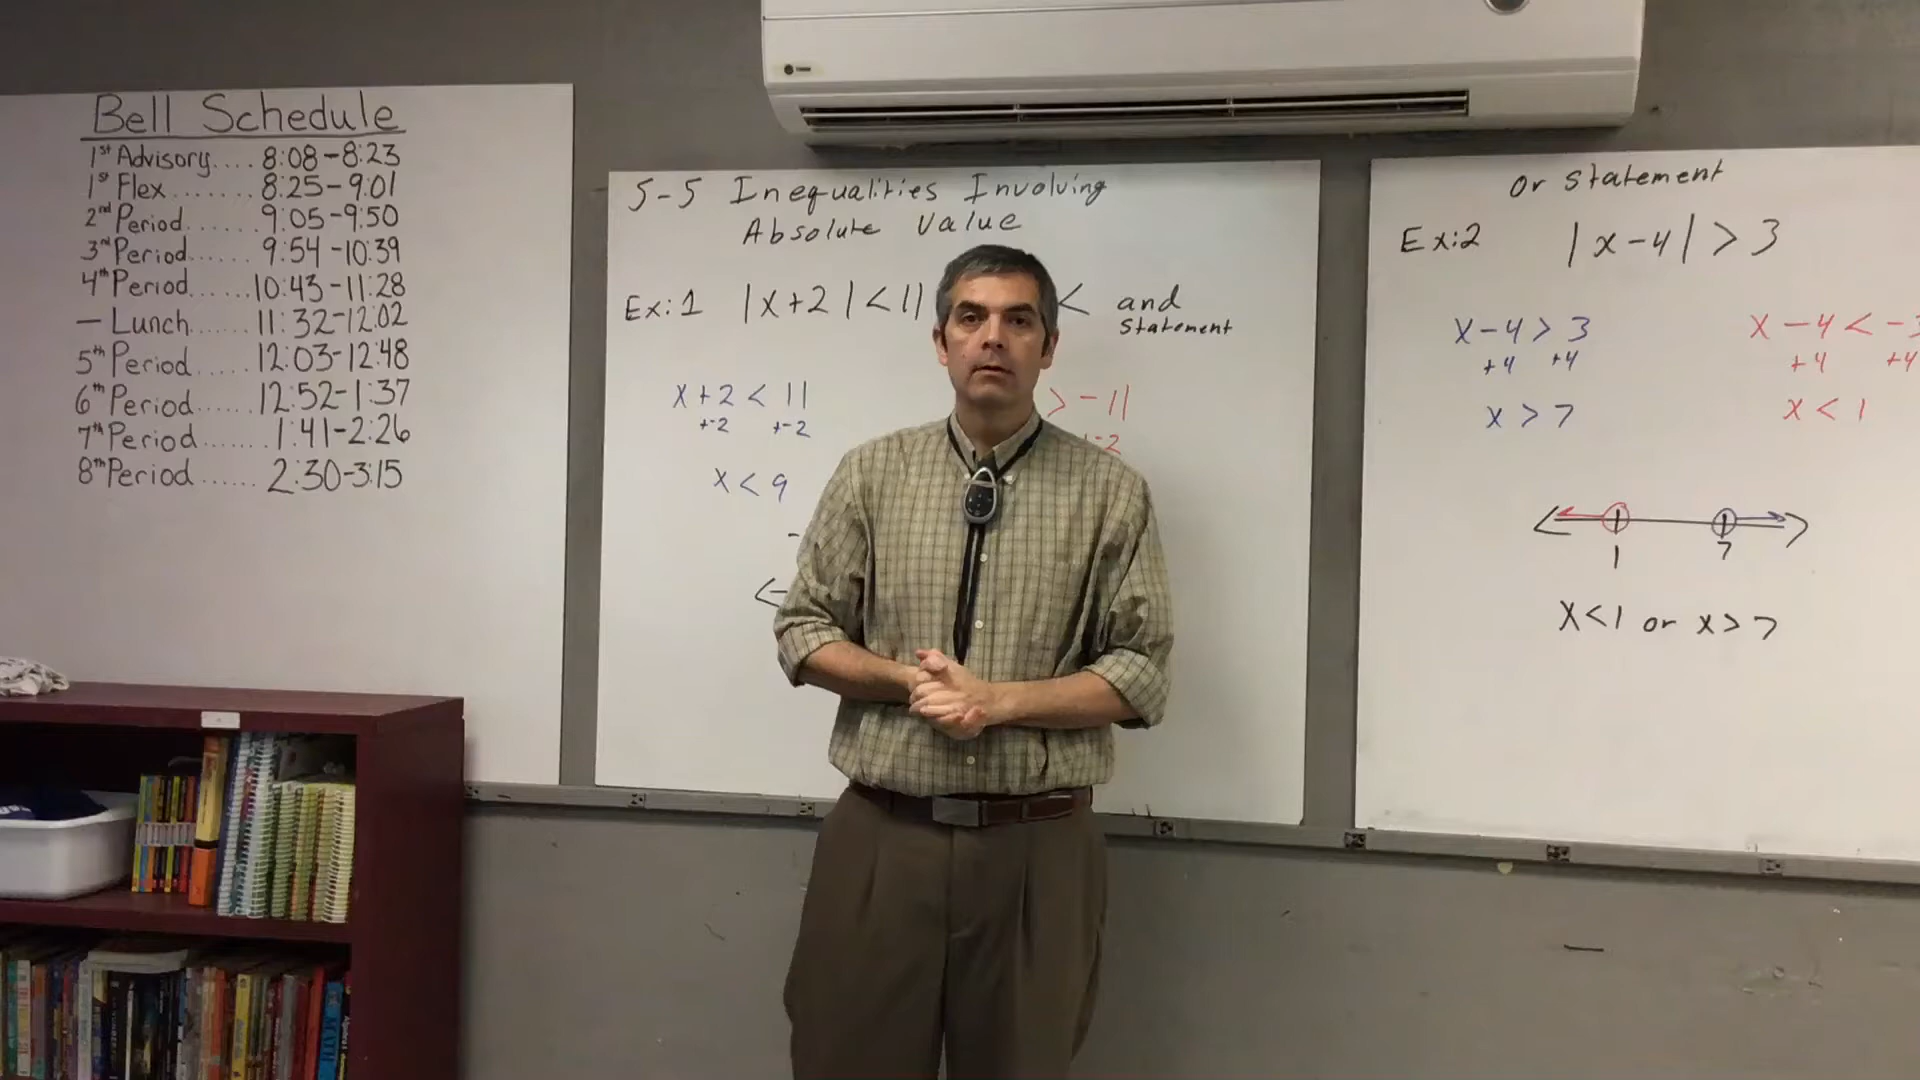 Bell Schedule
1st Advisory.... 8:08-8:23
1st Flex........ 8:25-9:01
2nd Period....... 9:05-9:50
3rd Period...... 9:54-10:39
4th Period......10:43-11:28
— Lunch...... 11:32-12:02
5th Period...... 12:03-12:48
6th Period......12:52-1:37
7th Period....... 1:41-2:26
8th Period ...... 2:30-3:15
5-5 Inequalities Involving
Absolute Value
Ex:1 |x+2|<11
< and
statement
x+2 < 11
+-2 +-2
x < 9
> -11
-2
Or statement
Ex:2 |x-4| > 3
x-4 > 3
+4 +4
x > 7
x-4 < -3
+4 +4
x < 1
1 7
x<1 or x>7
MATH